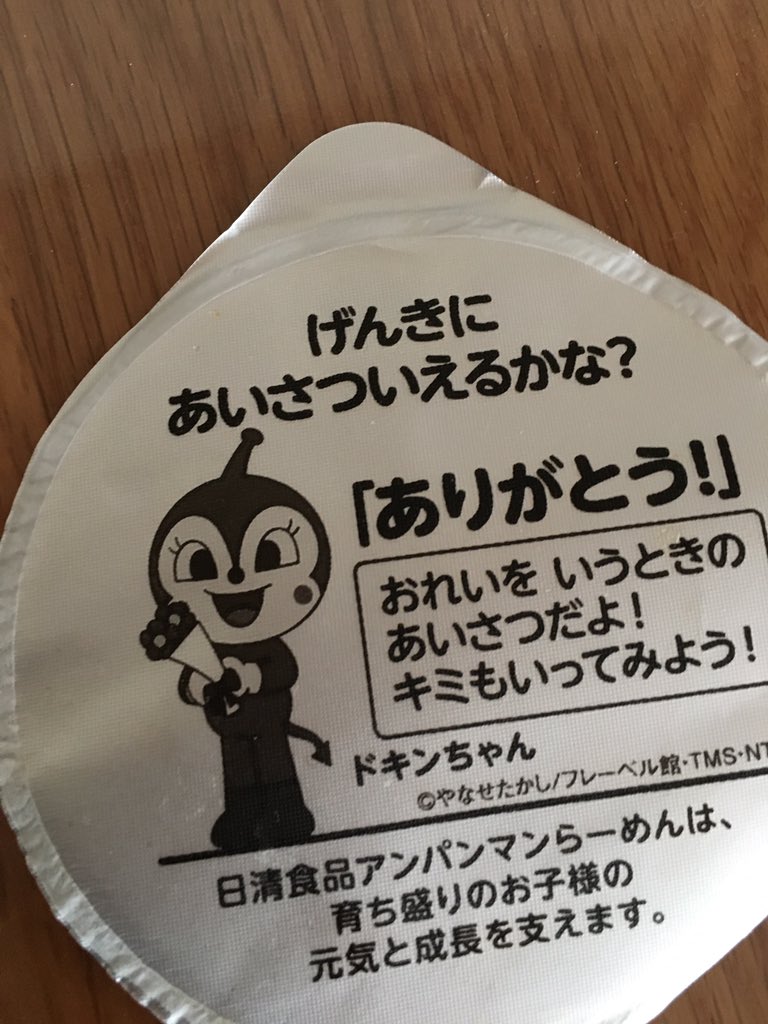 げんきに
あいさついえるかな?
「ありがとう!」
おれいを いうときの
あいさつだよ!
キミもいってみよう!
ドキンちゃん
©やなせたかし/フレーベル館・TMS・NT
日清食品アンパンマンらーめんは、
育ち盛りのお子様の
元気と成長を支えます。